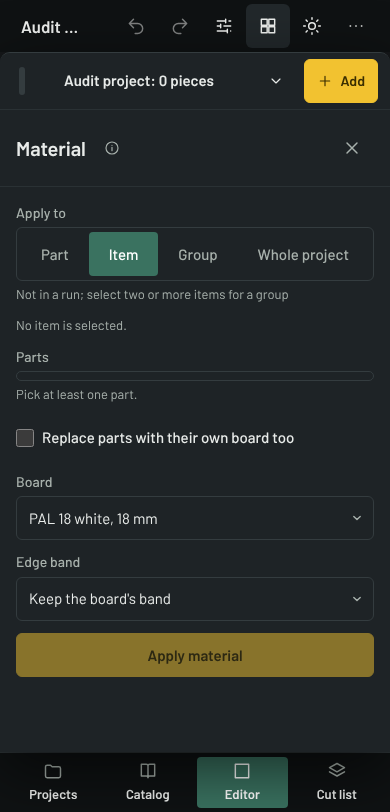 Audit ...
Audit project: 0 pieces
Add
Material
Apply to
Part Item Group Whole project
Not in a run; select two or more items for a group
No item is selected.
Parts
Pick at least one part.
Replace parts with their own board too
Board
PAL 18 white, 18 mm
Edge band
Keep the board's band
Apply material
Projects Catalog Editor Cut list